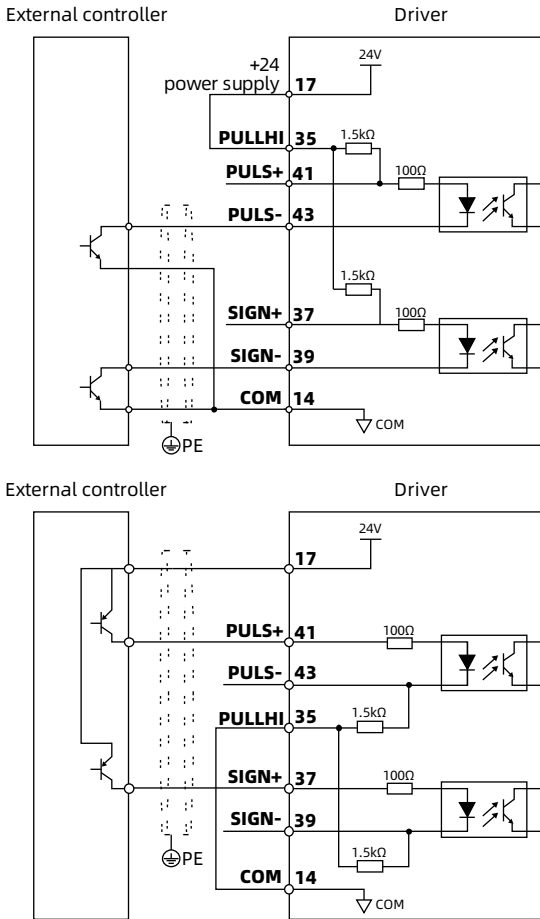 External controller Driver
+24
power supply 17 24V
PULLHI 35 1.5kΩ
PULS+ 41 100Ω
PULS- 43
1.5kΩ
SIGN+ 37 100Ω
SIGN- 39
COM 14
COM
PE
External controller Driver
24V
17
PULS+ 41 100Ω
PULS- 43
PULLHI 35 1.5kΩ
SIGN+ 37 100Ω
SIGN- 39
PE 1.5kΩ
COM 14
COM